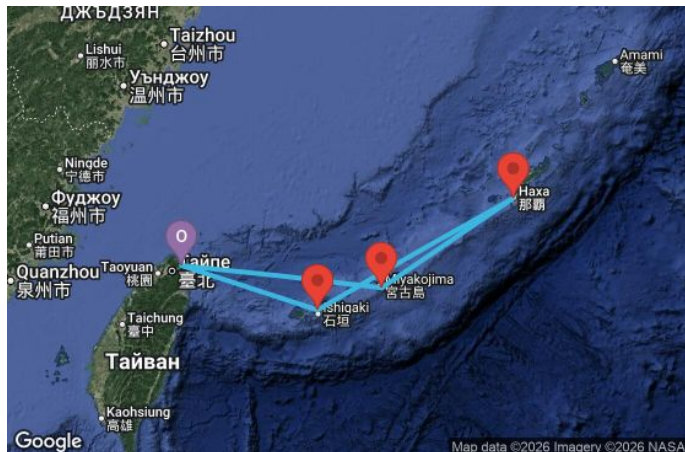 ДЖЪДЗЯН
Taizhou
台州市
Lishui
丽水市
Уънджоу
温州市
Amami
奄美
Ningde
宁德市
Фуджоу
福州市
Наха
那覇
Putian
莆田市
O
Тайпе
臺北
Taoyuan
桃園
Quanzhou
泉州市
Miyakojima
宮古島
Ishigaki
石垣
Taichung
臺中
Тайван
Kaohsiung
高雄
Google
Map data ©2026 Imagery ©2026 NASA